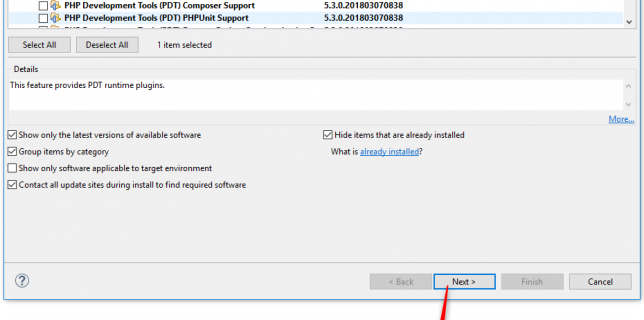 PHP Development Tools (PDT) Composer Support 5.3.0.201803070838
PHP Development Tools (PDT) PHPUnit Support 5.3.0.201803070838
Select All Deselect All 1 item selected
Details
This feature provides PDT runtime plugins.
More...
Show only the latest versions of available software Hide items that are already installed
Group items by category What is already installed?
Show only software applicable to target environment
Contact all update sites during install to find required software
? < Back Next > Finish Cancel